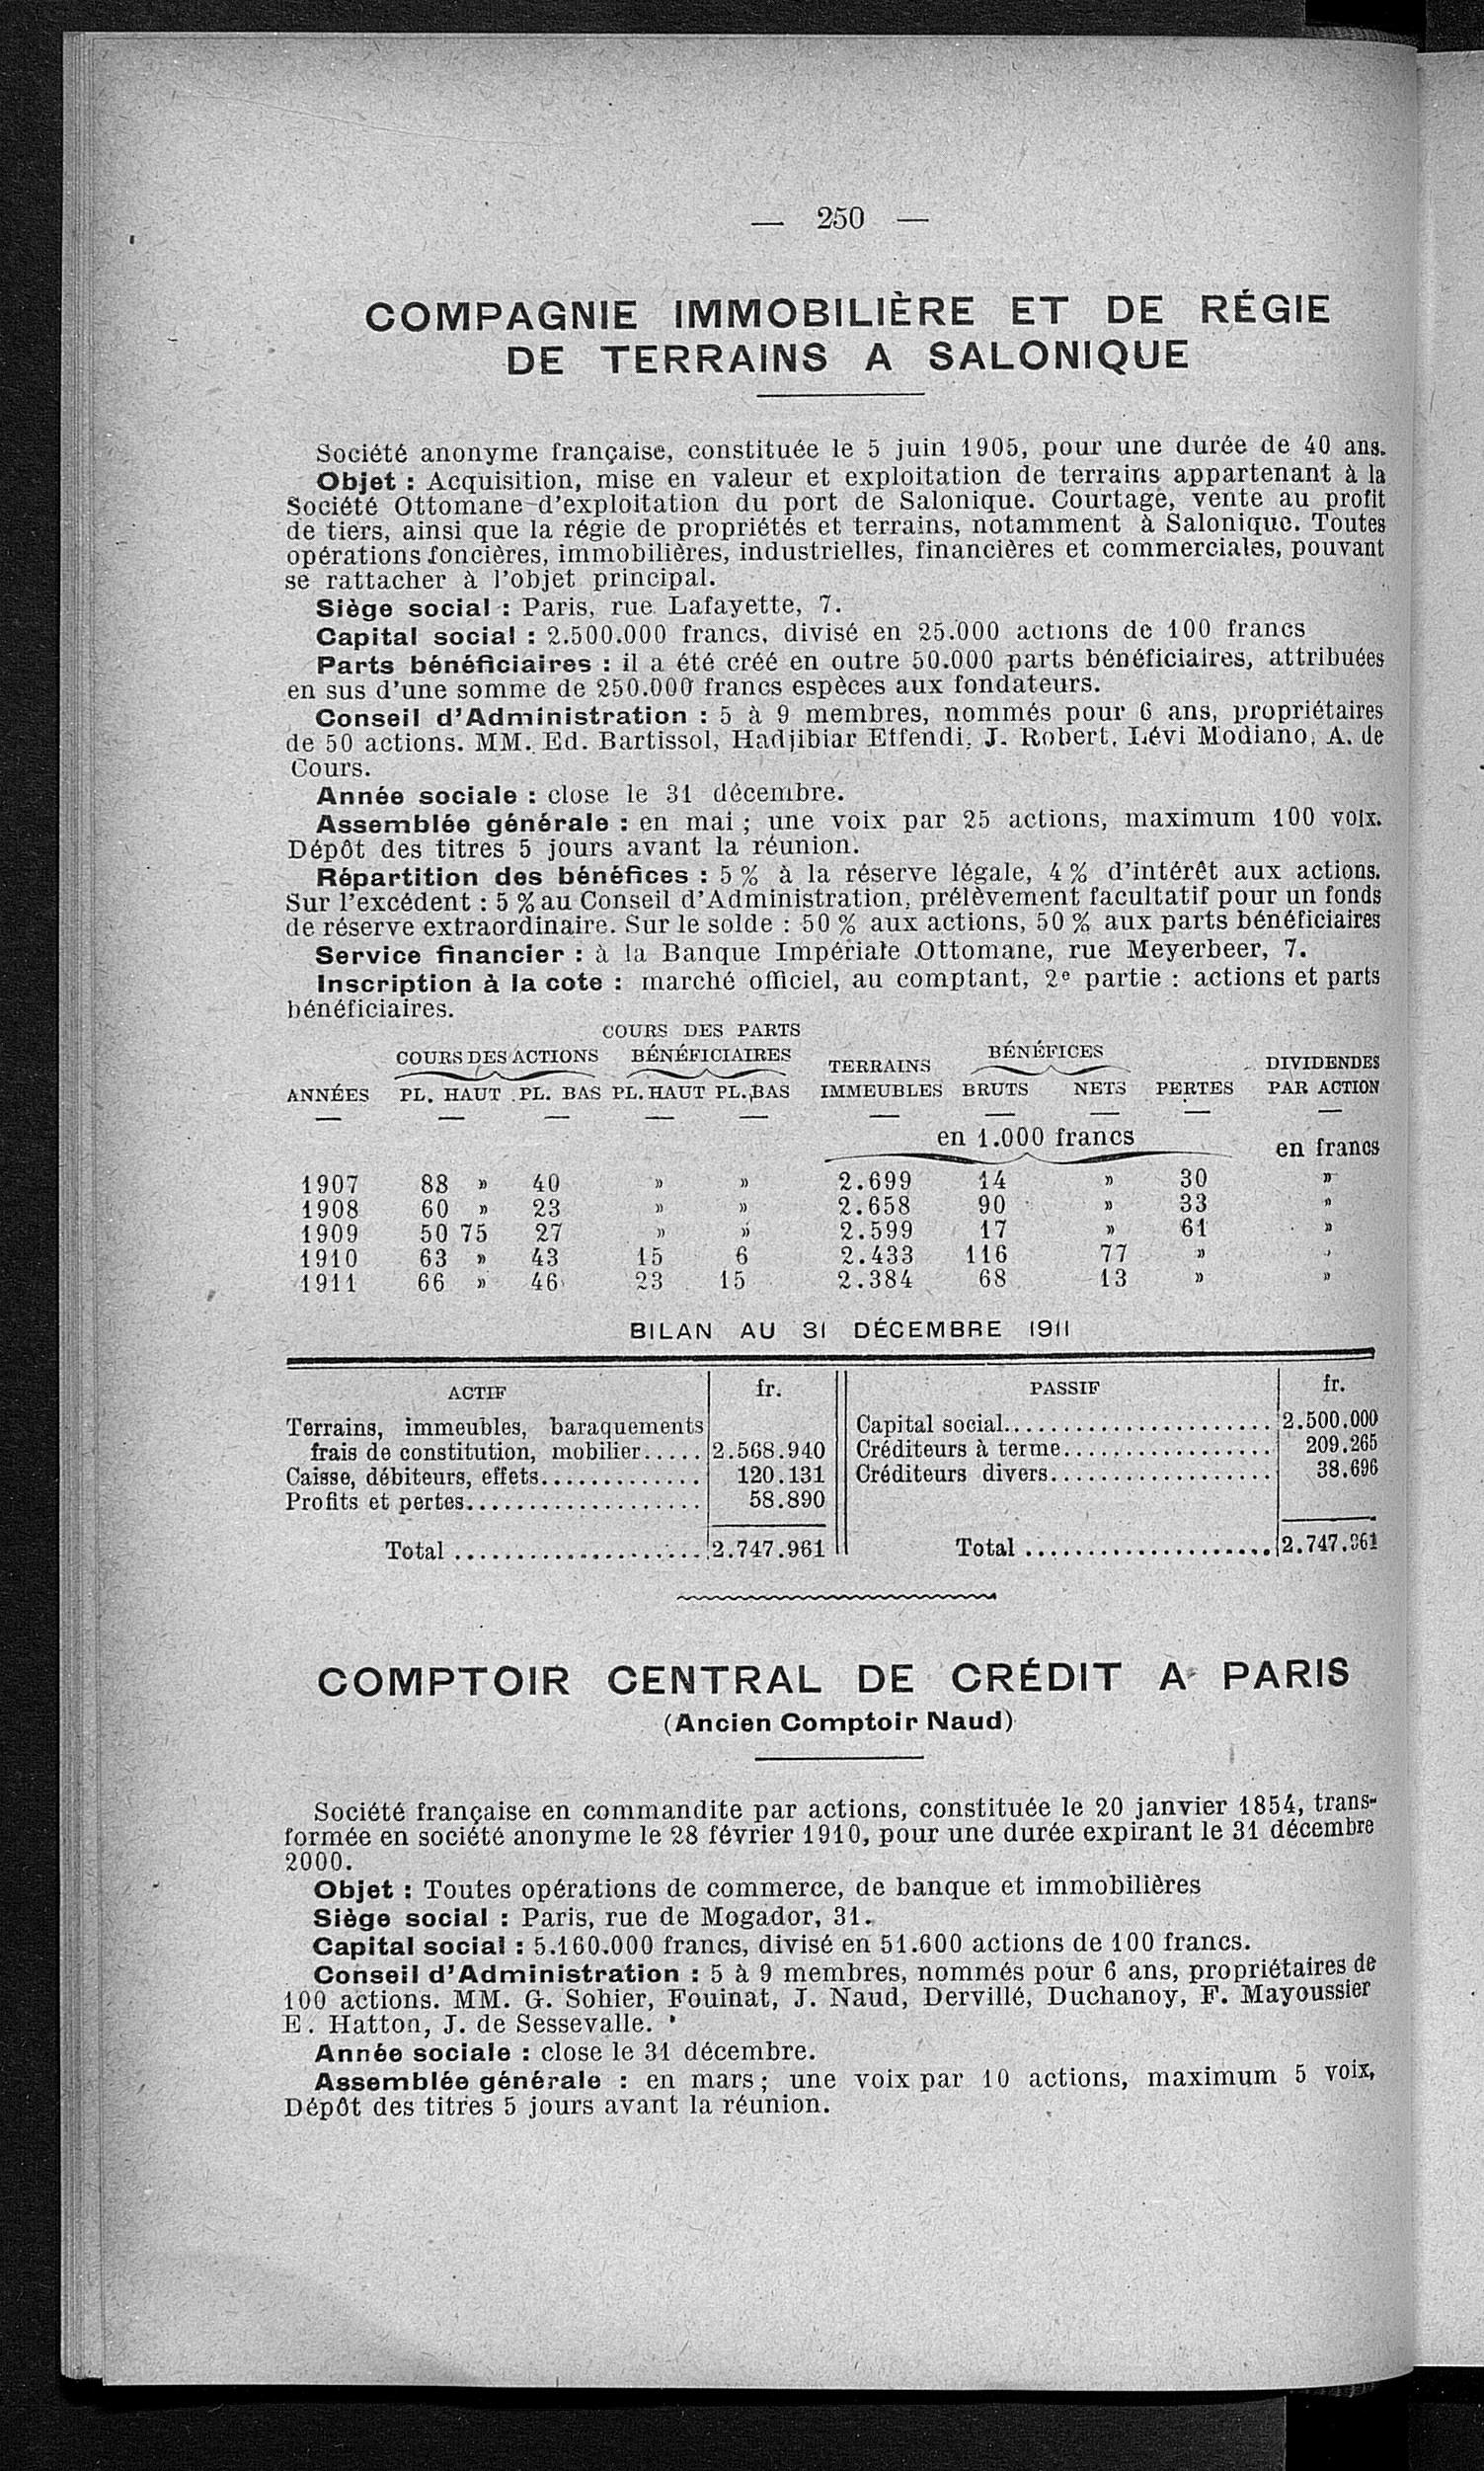 — 250 —
COMPAGNIE IMMOBILIÈRE ET DE RÉGIE
DE TERRAINS A SALONIQUE
Société anonyme française, constituée le 5 juin 1905, pour une durée de 40 ans.
Objet : Acquisition, mise en valeur et exploitation de terrains appartenant à la
Société Ottomane d'exploitation du port de Salonique. Courtage, vente au profit
de tiers, ainsi que la régie de propriétés et terrains, notamment à Salonique. Toutes
opérations foncières, immobilières, industrielles, financières et commerciales, pouvant
se rattacher à l'objet principal.
Siège social : Paris, rue Lafayette, 7.
Capital social : 2.500.000 francs, divisé en 25.000 actions de 100 francs
Parts bénéficiaires : il a été créé en outre 50.000 parts bénéficiaires, attribuées
en sus d'une somme de 250.000 francs espèces aux fondateurs.
Conseil d'Administration : 5 à 9 membres, nommés pour 6 ans, propriétaires
de 50 actions. MM. Ed. Bartissol, Hadjibiar Effendi, J. Robert, Lévi Modiano, A. de
Cours.
Année sociale : close le 31 décembre.
Assemblée générale : en mai ; une voix par 25 actions, maximum 100 voix.
Dépôt des titres 5 jours avant la réunion.
Répartition des bénéfices : 5 % à la réserve légale, 4 % d'intérêt aux actions.
Sur l'excédent : 5 % au Conseil d'Administration, prélèvement facultatif pour un fonds
de réserve extraordinaire. Sur le solde : 50 % aux actions, 50 % aux parts bénéficiaires
Service financier : à la Banque Impériale Ottomane, rue Meyerbeer, 7.
Inscription à la cote : marché officiel, au comptant, 2e partie : actions et parts
bénéficiaires.
COURS DES PARTS
COURS DES ACTIONS BÉNÉFICIAIRES TERRAINS BÉNÉFICES DIVIDENDES
ANNÉES PL. HAUT PL. BAS PL. HAUT PL. BAS IMMEUBLES BRUTS NETS PERTES PAR ACTION
en 1.000 francs en francs
1907 88 » 40 » » 2.699 14 » 30 »
1908 60 » 23 » » 2.658 90 » 33 »
1909 50 75 27 » » 2.599 17 » 61 »
1910 63 » 43 15 6 2.433 116 77 » »
1911 66 » 46 23 15 2.384 68 13 » »
BILAN AU 31 DÉCEMBRE 1911
ACTIF fr. PASSIF fr.
Terrains, immeubles, baraquements Capital social........................ 2.500.000
frais de constitution, mobilier..... 2.568.940 Créditeurs à terme................. 209.265
Caisse, débiteurs, effets............. 120.131 Créditeurs divers.................. 38.696
Profits et pertes................... 58.890
Total .................... 2.747.961 Total .................... 2.747.961
COMPTOIR CENTRAL DE CRÉDIT A PARIS
(Ancien Comptoir Naud)
Société française en commandite par actions, constituée le 20 janvier 1854, trans-
formée en société anonyme le 28 février 1910, pour une durée expirant le 31 décembre
2000.
Objet : Toutes opérations de commerce, de banque et immobilières
Siège social : Paris, rue de Mogador, 31.
Capital social : 5.160.000 francs, divisé en 51.600 actions de 100 francs.
Conseil d'Administration : 5 à 9 membres, nommés pour 6 ans, propriétaires de
100 actions. MM. G. Sohier, Fouinat, J. Naud, Dervillé, Duchanoy, F. Mayoussier
E. Hatton, J. de Sessevalle.
Année sociale : close le 31 décembre.
Assemblée générale : en mars ; une voix par 10 actions, maximum 5 voix,
Dépôt des titres 5 jours avant la réunion.